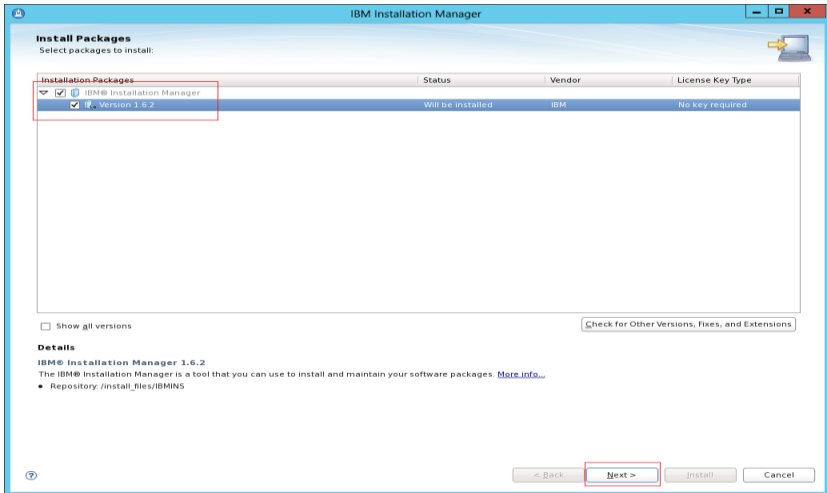 IBM Installation Manager
Install Packages
Select packages to install:
Installation Packages Status Vendor License Key Type
IBM® Installation Manager
Version 1.6.2 Will be installed IBM No key required
Show all versions
Check for Other Versions, Fixes, and Extensions
Details
IBM® Installation Manager 1.6.2
The IBM® Installation Manager is a tool that you can use to install and maintain your software packages. More info...
• Repository: /install_files/IBMINS
< Back Next > Install Cancel